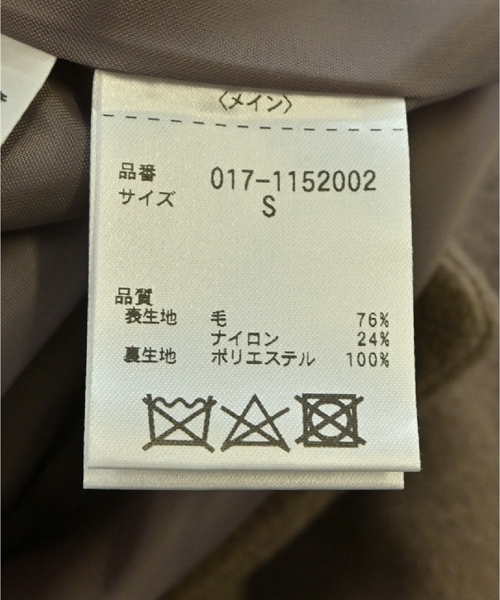 〈メイン〉
品番 017-1152002
サイズ S
品質
表生地 毛 76%
ナイロン 24%
裏生地 ポリエステル 100%